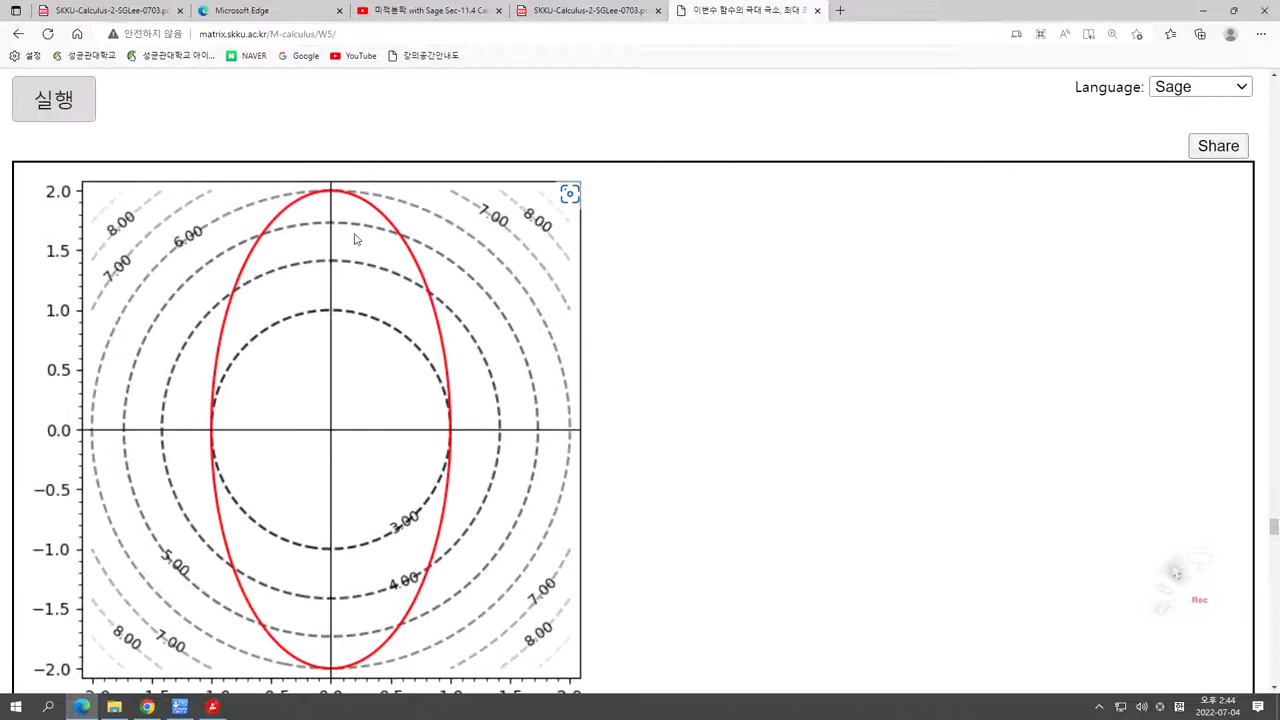 SKKU-Calculus-2-SGLee-0703.pc
Microsoft Edge
미적분학 with Sage Sec-11.4 Ca
SKKU-Calculus-2-SGLee-0703.pc
이변수 함수의 극대 극소, 최대 최
안전하지 않음 matrix.skku.ac.kr/M-calculus/W5/
설정 성균관대학교 성균관대학교 아이... NAVER Google YouTube 강의공간안내도
실행
Language: Sage
Share
2.0
1.5
1.0
0.5
0.0
−0.5
−1.0
−1.5
−2.0
8.00
7.00
6.00
7.00
8.00
3.00
5.00
4.00
7.00
8.00
8.00
7.00
Rec
오후 2:44
2022-07-04